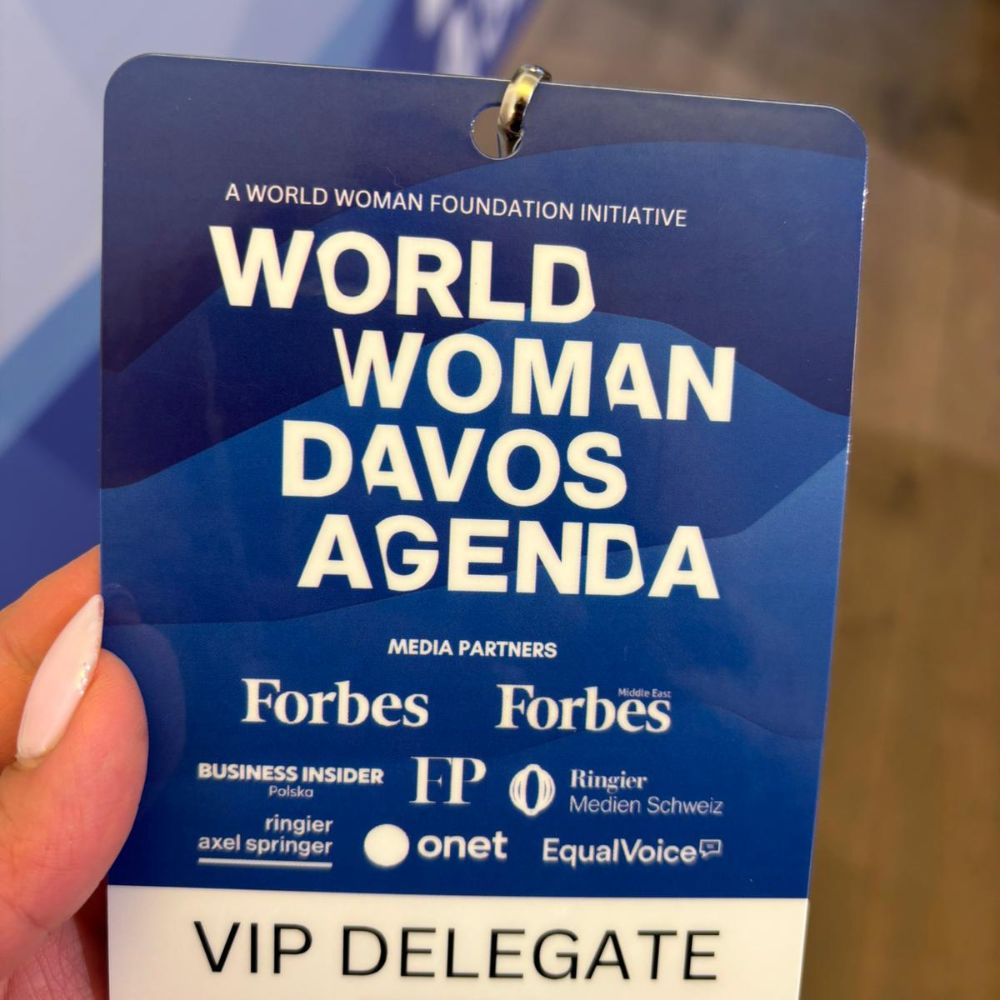 A WORLD WOMAN FOUNDATION INITIATIVE
WORLD
WOMAN
DAVOS
AGENDA
MEDIA PARTNERS
Forbes
Forbes Middle East
BUSINESS INSIDER
Polska
FP
Ringier
Medien Schweiz
ringier
axel springer
onet
EqualVoice
VIP DELEGATE